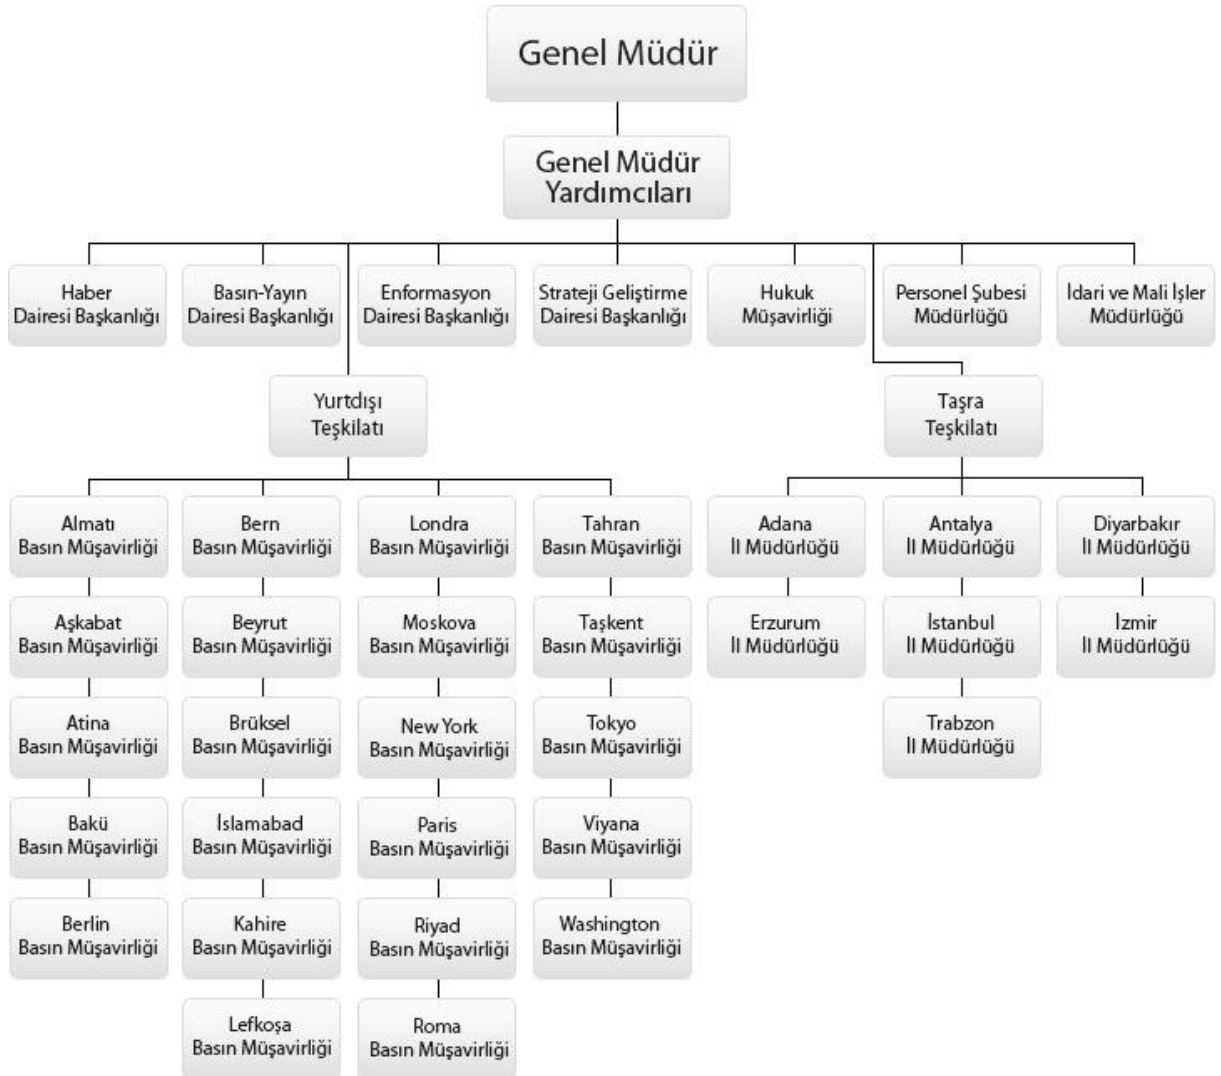 Genel Müdür
Genel Müdür
Yardımcıları
Haber
Dairesi Başkanlığı
Basın-Yayın
Dairesi Başkanlığı
Enformasyon
Dairesi Başkanlığı
Strateji Geliştirme
Dairesi Başkanlığı
Hukuk
Müşavirliği
Personel Şubesi
Müdürlüğü
İdari ve Mali İşler
Müdürlüğü
Yurtdışı
Teşkilatı
Taşra
Teşkilatı
Almatı
Basın Müşavirliği
Bern
Basın Müşavirliği
Londra
Basın Müşavirliği
Tahran
Basın Müşavirliği
Adana
İl Müdürlüğü
Antalya
İl Müdürlüğü
Diyarbakır
İl Müdürlüğü
Aşkabat
Basın Müşavirliği
Beyrut
Basın Müşavirliği
Moskova
Basın Müşavirliği
Taşkent
Basın Müşavirliği
Erzurum
İl Müdürlüğü
İstanbul
İl Müdürlüğü
İzmir
İl Müdürlüğü
Atina
Basın Müşavirliği
Brüksel
Basın Müşavirliği
New York
Basın Müşavirliği
Tokyo
Basın Müşavirliği
Trabzon
İl Müdürlüğü
Bakü
Basın Müşavirliği
İslamabad
Basın Müşavirliği
Paris
Basın Müşavirliği
Viyana
Basın Müşavirliği
Berlin
Basın Müşavirliği
Kahire
Basın Müşavirliği
Riyad
Basın Müşavirliği
Washington
Basın Müşavirliği
Lefkoşa
Basın Müşavirliği
Roma
Basın Müşavirliği